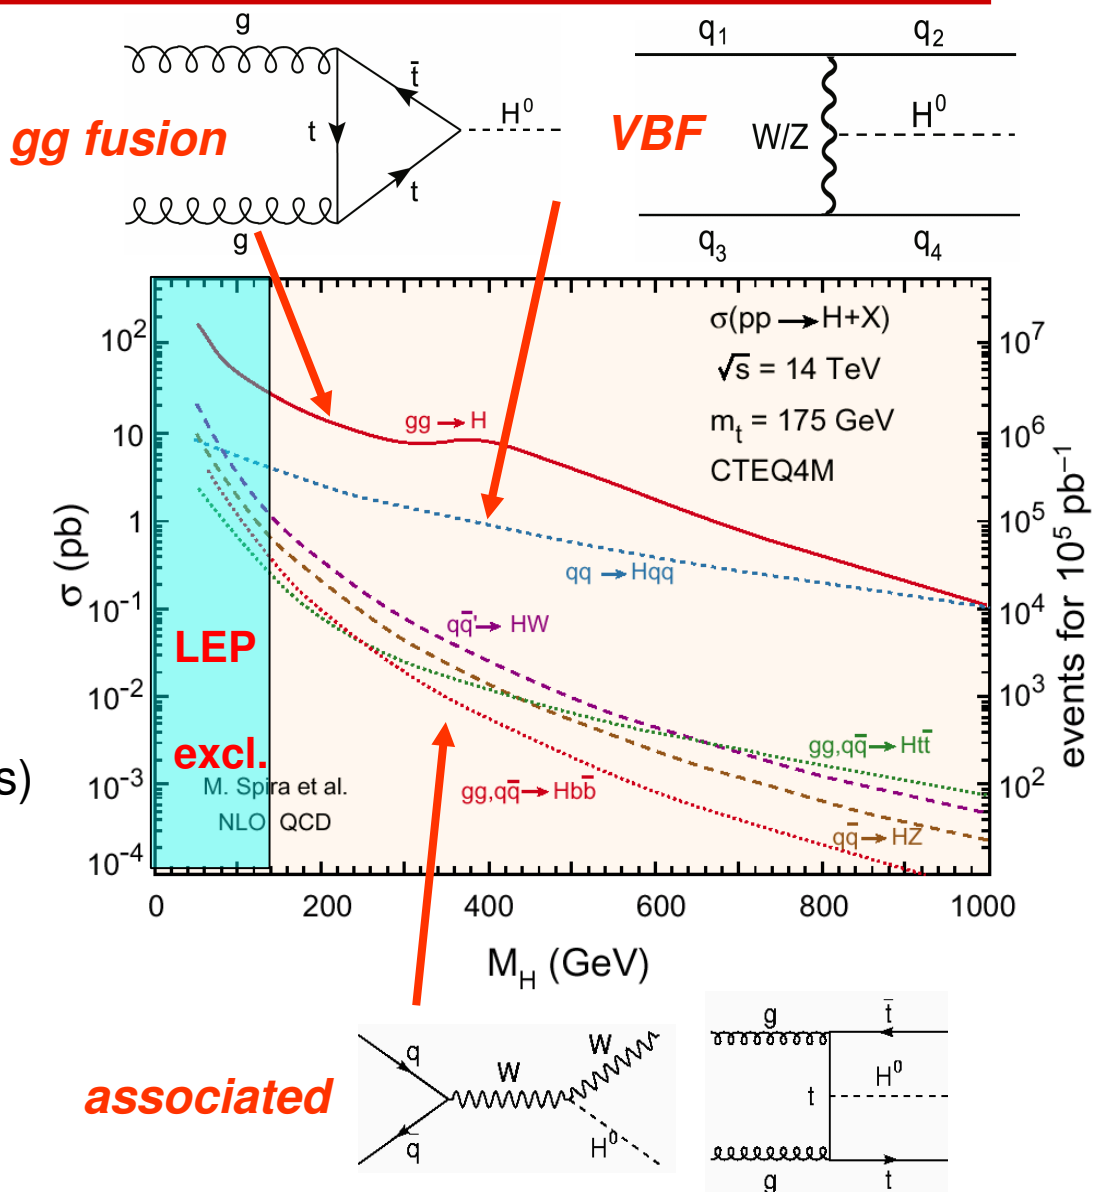 g
t̄
t
t
H⁰
g
gg fusion
q₁
q₂
VBF
W/Z
H⁰
q₃
q₄
σ(pp →H+X)
√s = 14 TeV
mₜ = 175 GeV
CTEQ4M
gg → H
qq → Hqq
qq̄' → HW
gg,qq̄ → Htt̄
gg,qq̄ → Hbb̄
qq̄ → HZ
LEP
excl.
M. Spira et al.
NLO QCD
s)
σ (pb)
10²
10
1
10⁻¹
10⁻²
10⁻³
10⁻⁴
events for 10⁵ pb⁻¹
10⁷
10⁶
10⁵
10⁴
10³
10²
0
200
400
600
800
1000
M_H (GeV)
associated
q
q̄
W
W
H⁰
g
t̄
t
H⁰
g
t